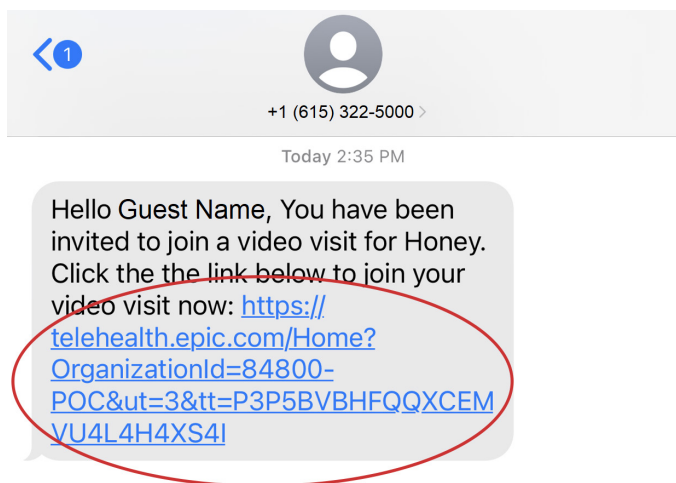 1
+1 (615) 322-5000
Today 2:35 PM
Hello Guest Name, You have been
invited to join a video visit for Honey.
Click the the link below to join your
video visit now: https://
telehealth.epic.com/Home?
OrganizationId=84800-
POC&ut=3&tt=P3P5BVBHFQQXCEM
VU4L4H4XS4I